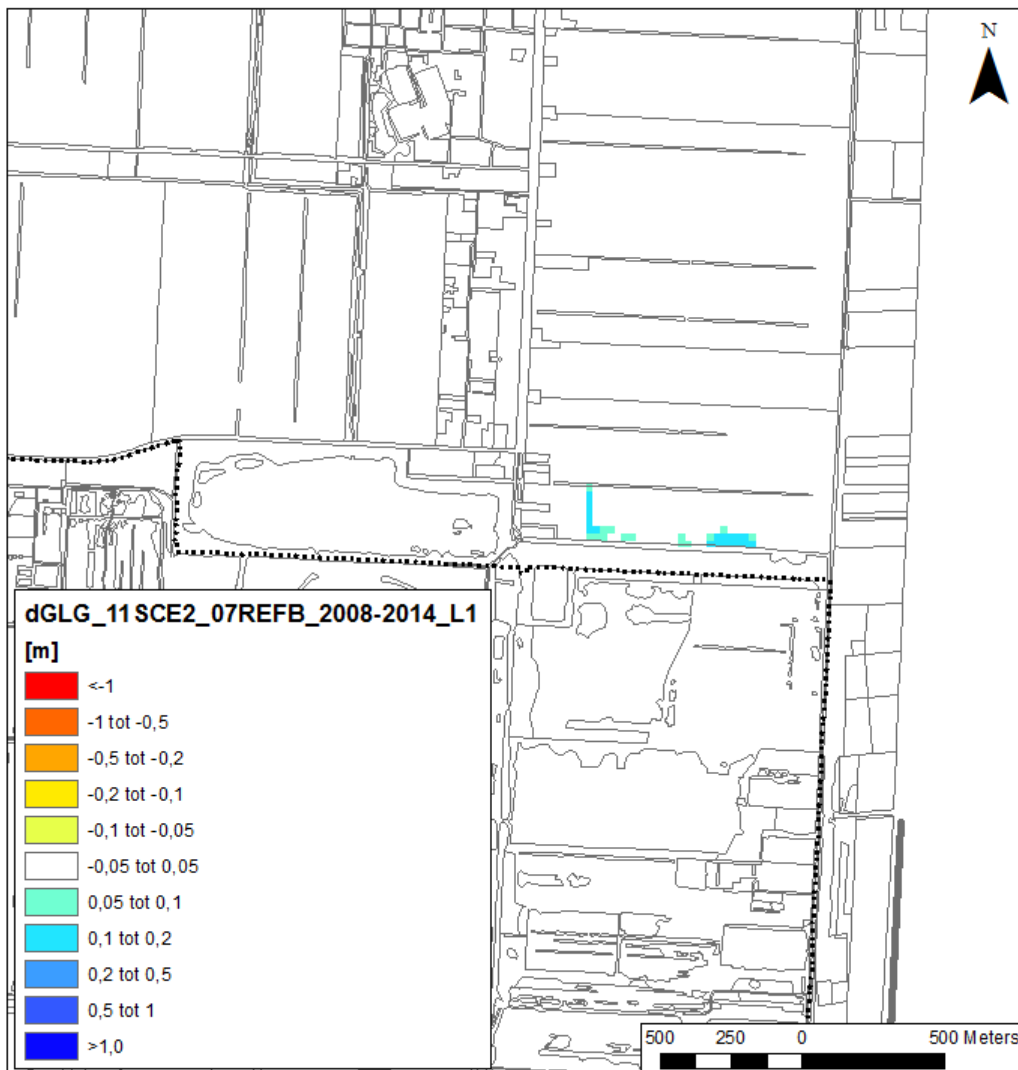 N
dGLG_11SCE2_07REFB_2008-2014_L1
[m]
<-1
-1 tot -0,5
-0,5 tot -0,2
-0,2 tot -0,1
-0,1 tot -0,05
-0,05 tot 0,05
0,05 tot 0,1
0,1 tot 0,2
0,2 tot 0,5
0,5 tot 1
>1,0
500 250 0 500 Meters